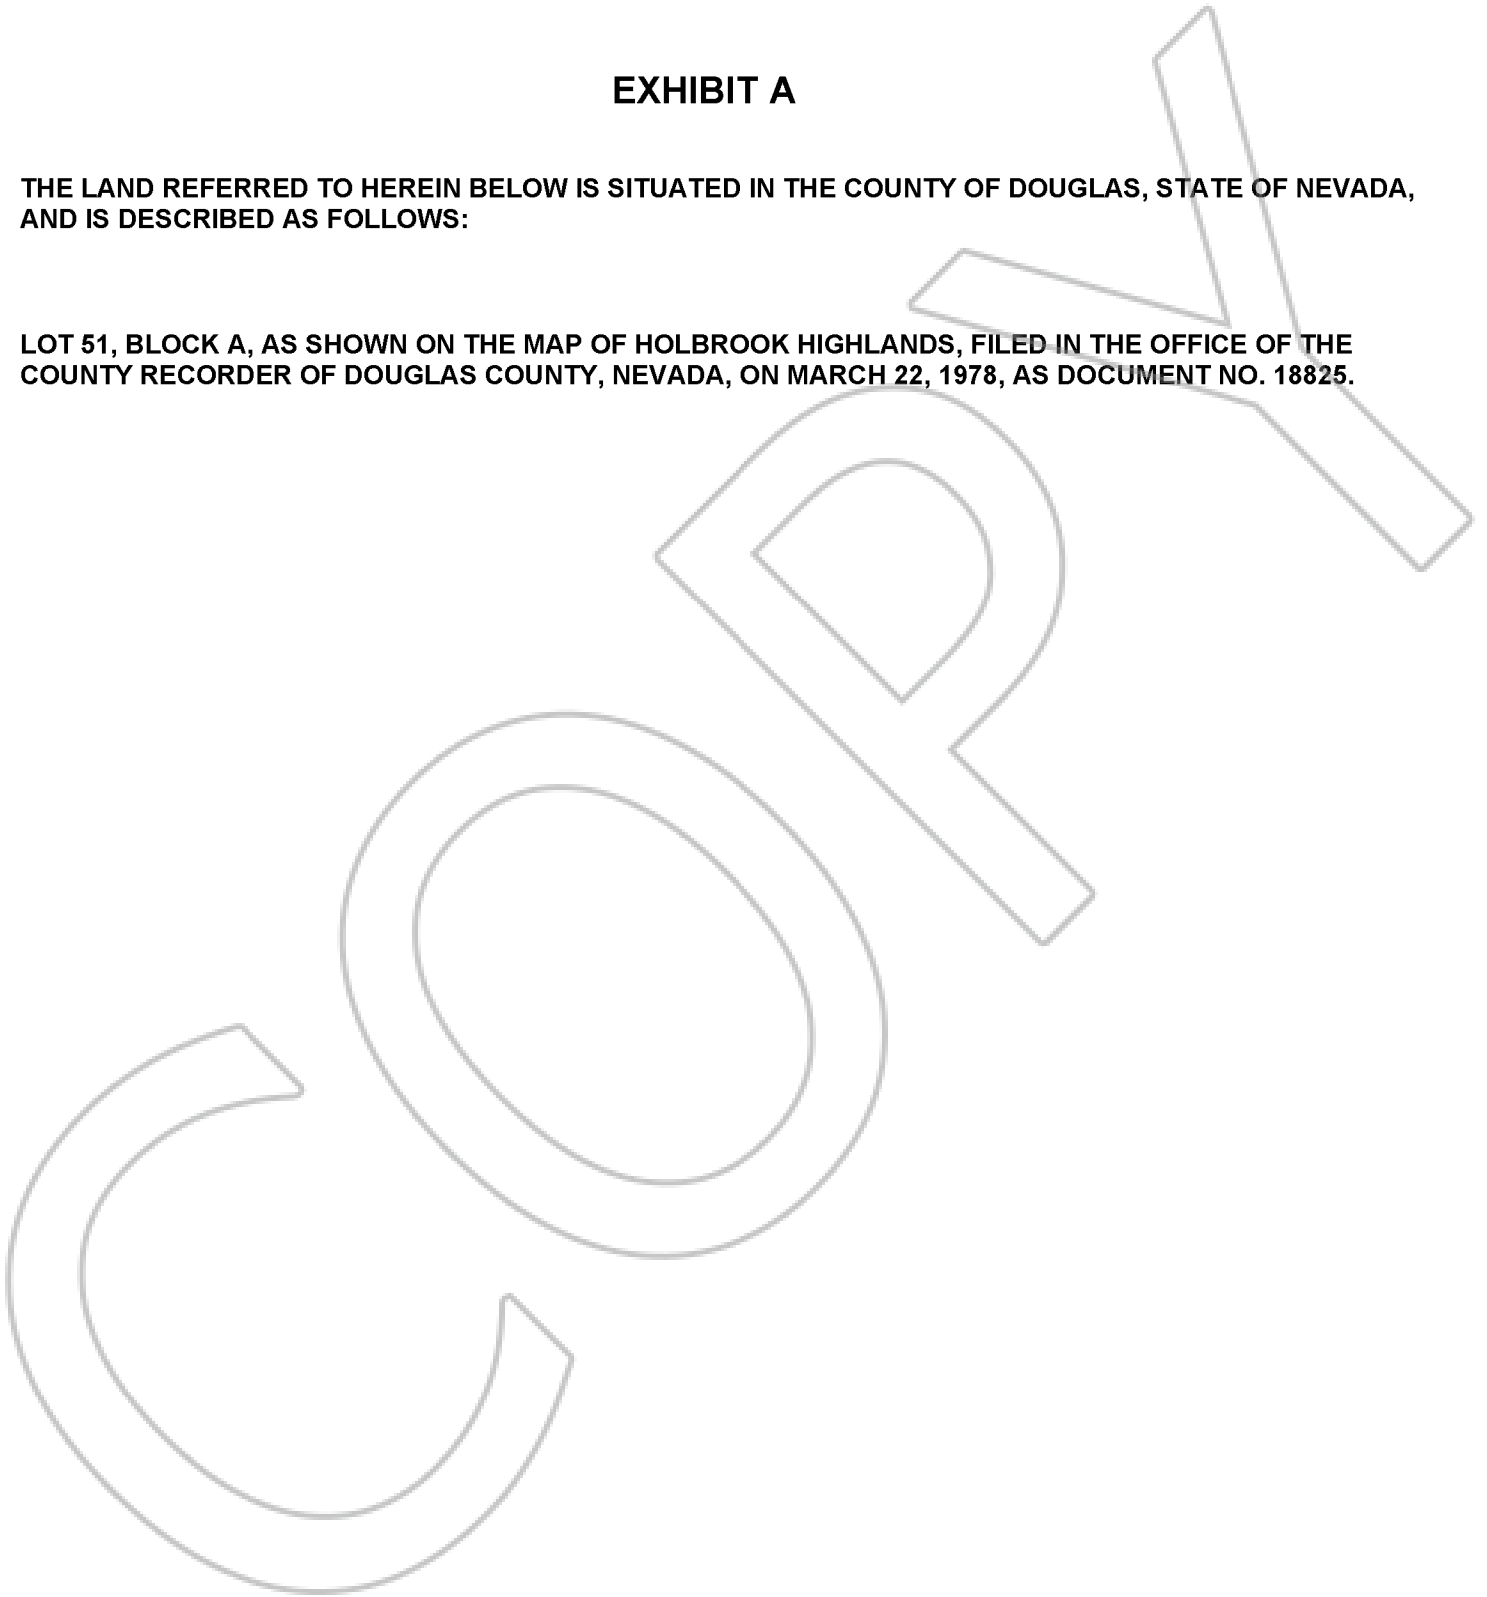 EXHIBIT A
THE LAND REFERRED TO HEREIN BELOW IS SITUATED IN THE COUNTY OF DOUGLAS, STATE OF NEVADA,
AND IS DESCRIBED AS FOLLOWS:
LOT 51, BLOCK A, AS SHOWN ON THE MAP OF HOLBROOK HIGHLANDS, FILED IN THE OFFICE OF THE
COUNTY RECORDER OF DOUGLAS COUNTY, NEVADA, ON MARCH 22, 1978, AS DOCUMENT NO. 18825.
COPY